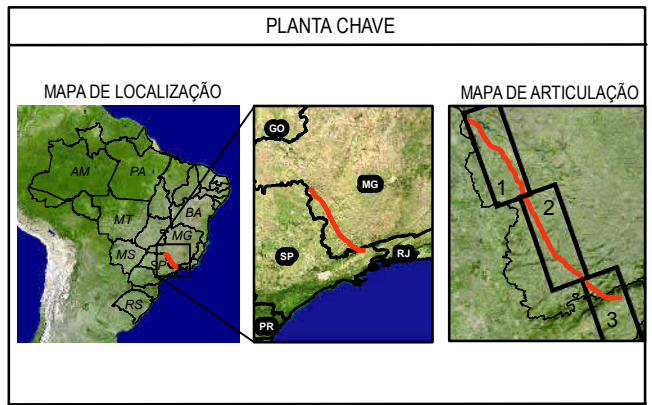 PLANTA CHAVE
MAPA DE LOCALIZAÇÃO
AM
PA
BA
MT
MG
MS
SP
RS
GO
MG
SP
RJ
PR
MAPA DE ARTICULAÇÃO
1
2
3